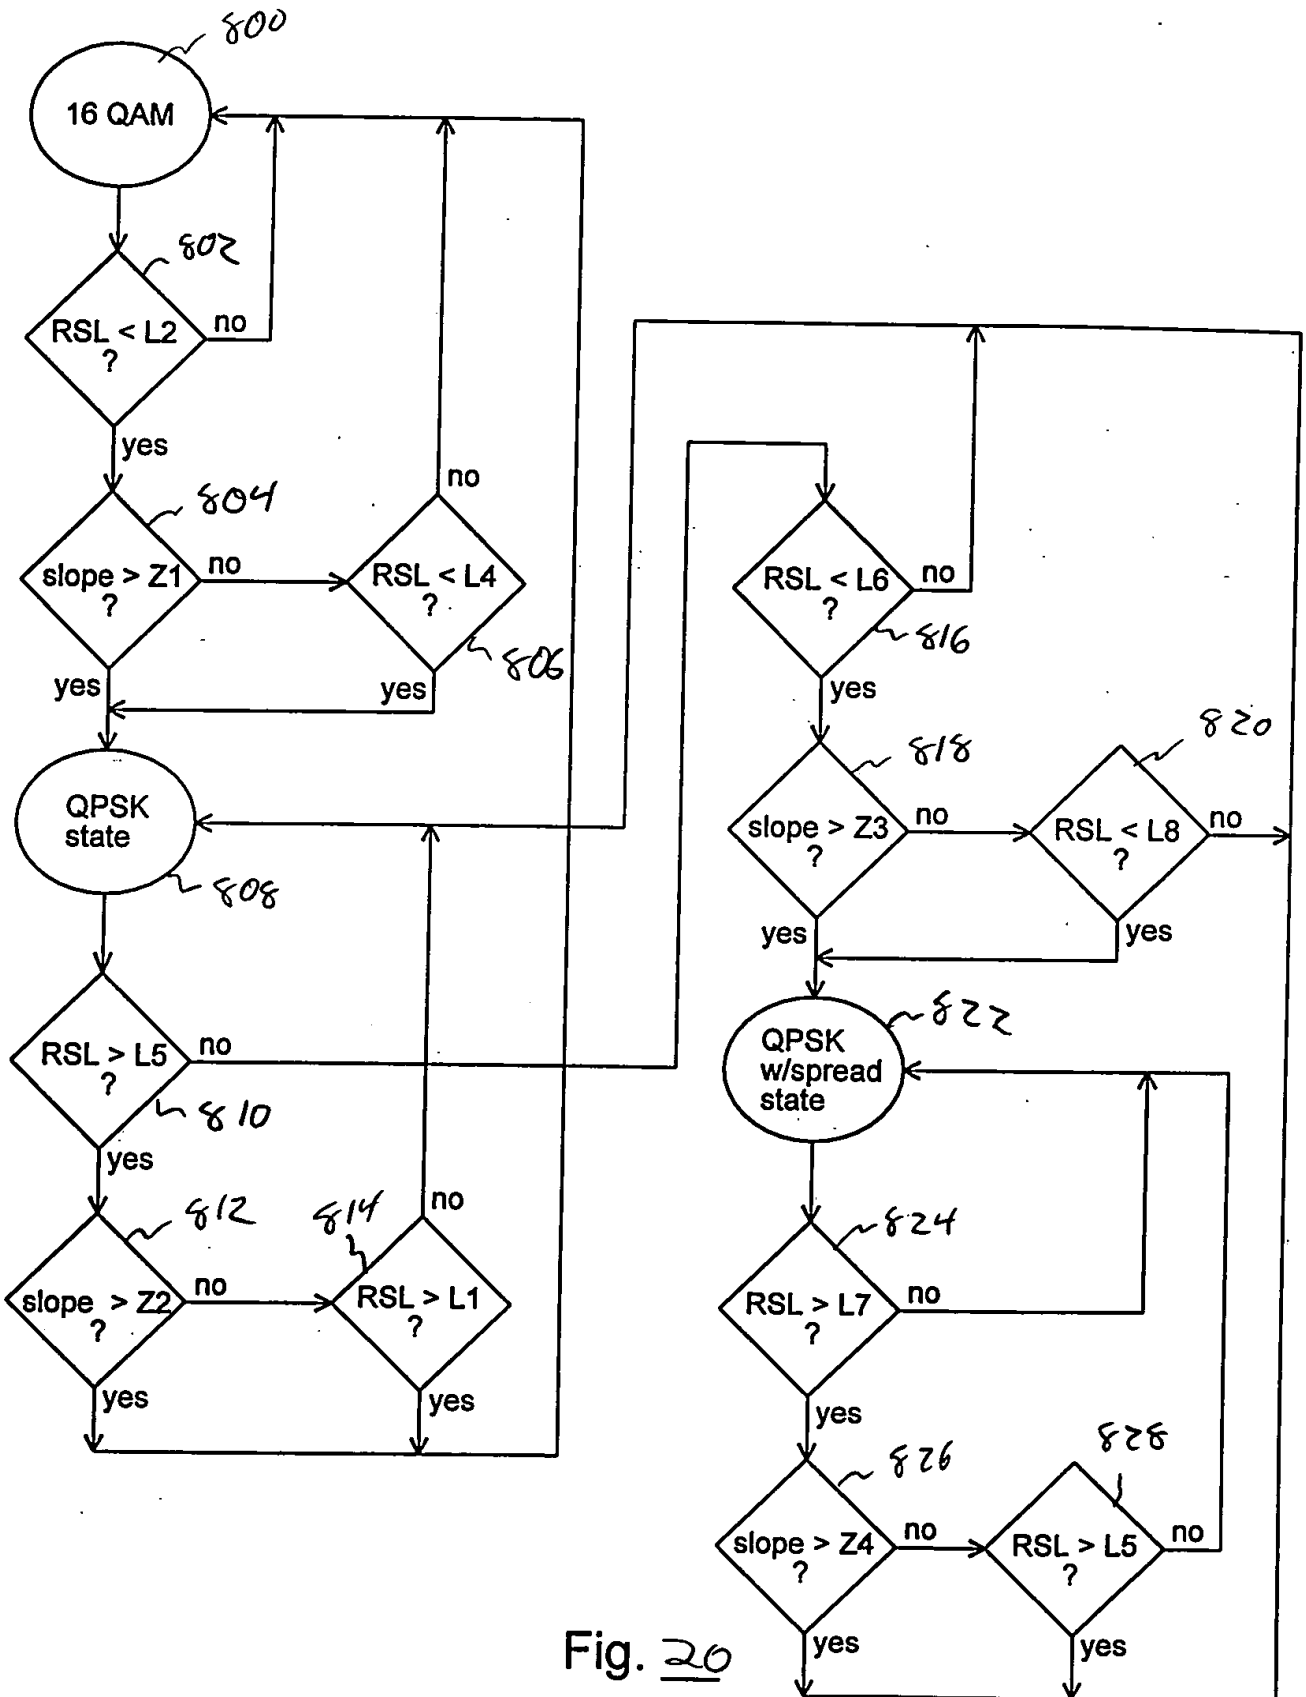 800
16 QAM
802
RSL < L2
?
no
yes
804
slope > Z1
?
no
RSL < L4
?
no
806
yes
yes
QPSK
state
808
RSL > L5
?
no
810
yes
812
slope > Z2
?
no
814
RSL > L1
?
no
yes
yes
RSL < L6
?
no
816
yes
818
slope > Z3
?
no
820
RSL < L8
?
no
yes
yes
822
QPSK
w/spread
state
824
RSL > L7
?
no
yes
826
slope > Z4
?
no
828
RSL > L5
?
no
yes
yes
Fig. 20